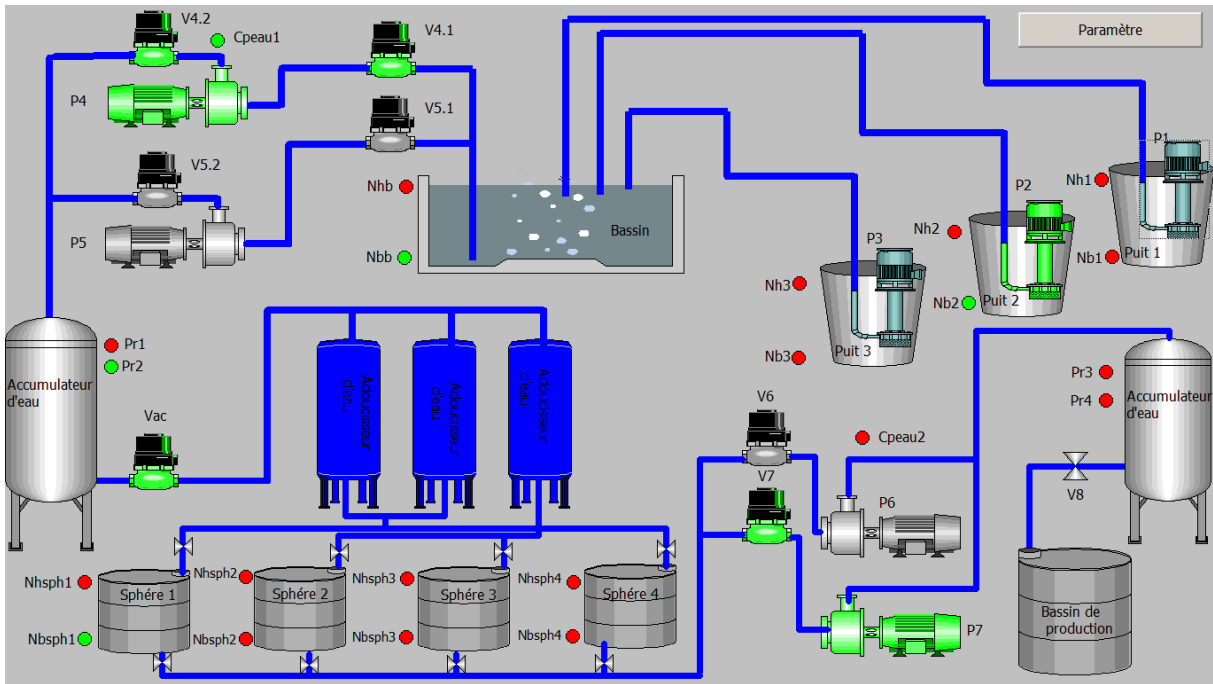 V4.2
Cpeau1
V4.1
Paramètre
P4
V5.1
P1
V5.2
Nhb
P2
Nh1
P5
Bassin
Nh2
P3
Puit 1
Nb1
Nbb
Nh3
Nb2
Puit 2
Pr1
Pr2
Puit 3
Nb3
Accumulateur
d'eau
Adoucisseur
d'eau
Adoucisseur
d'eau
Adoucisseur
d'eau
Pr3
Pr4
Accumulateur
d'eau
Vac
V6
Cpeau2
V7
V8
P6
Nhsph1
Sphére 1
Nhsph2
Sphére 2
Nhsph3
Sphére 3
Nhsph4
Sphére 4
Nbsph1
Nbsph2
Nbsph3
Nbsph4
P7
Bassin de
production